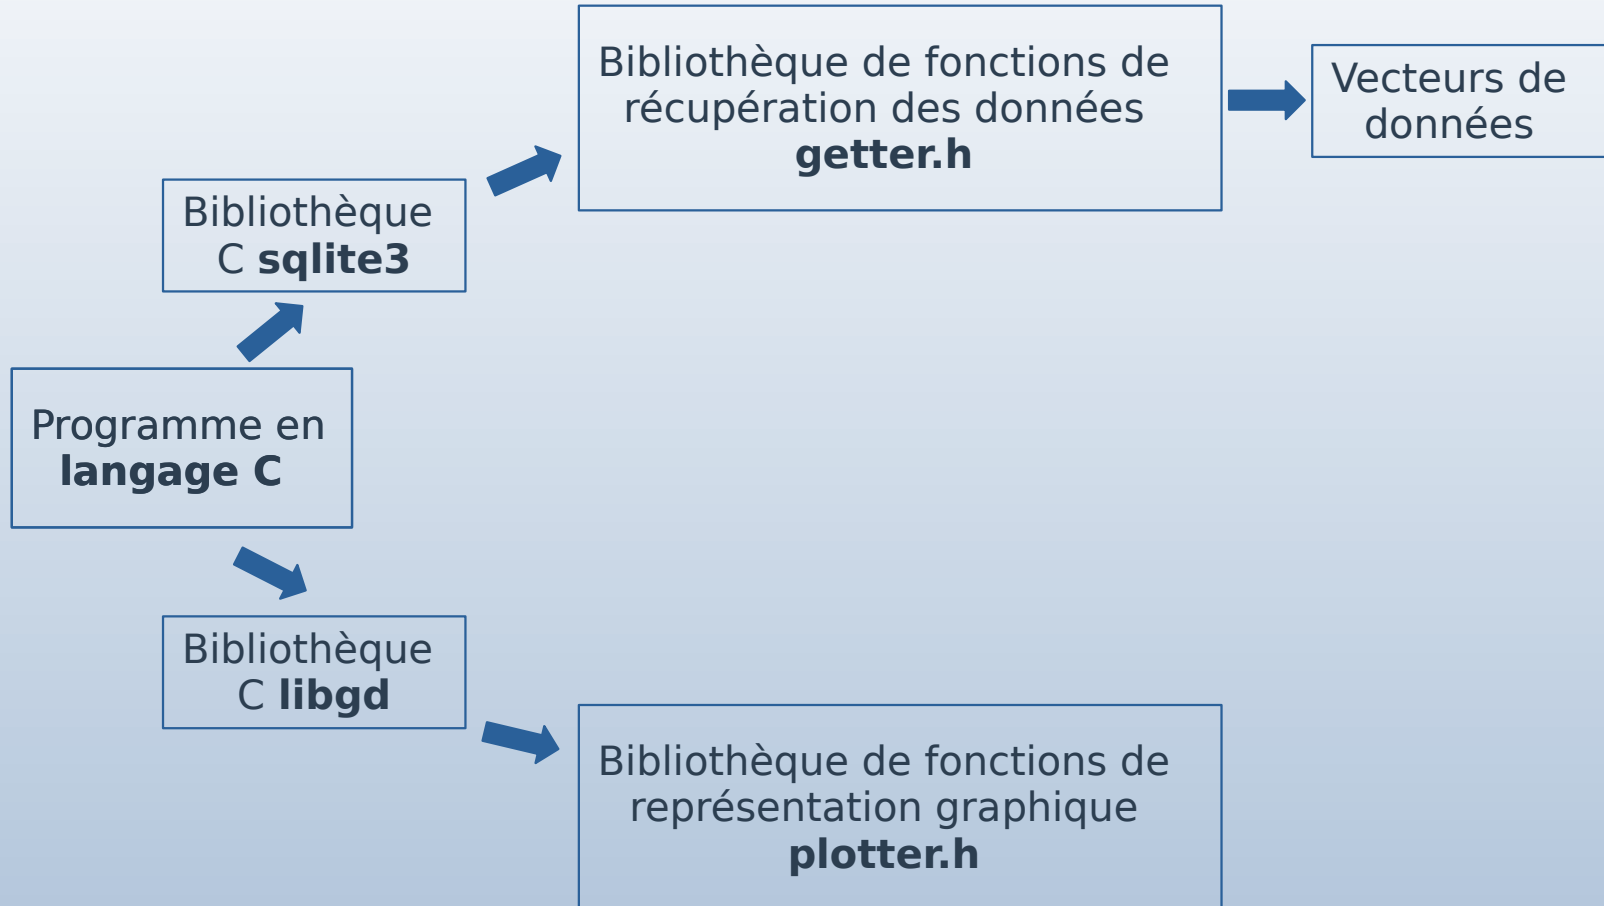 Bibliothèque de fonctions de
récupération des données
getter.h
Vecteurs de
données
Bibliothèque
C sqlite3
Programme en
langage C
Bibliothèque
C libgd
Bibliothèque de fonctions de
représentation graphique
plotter.h